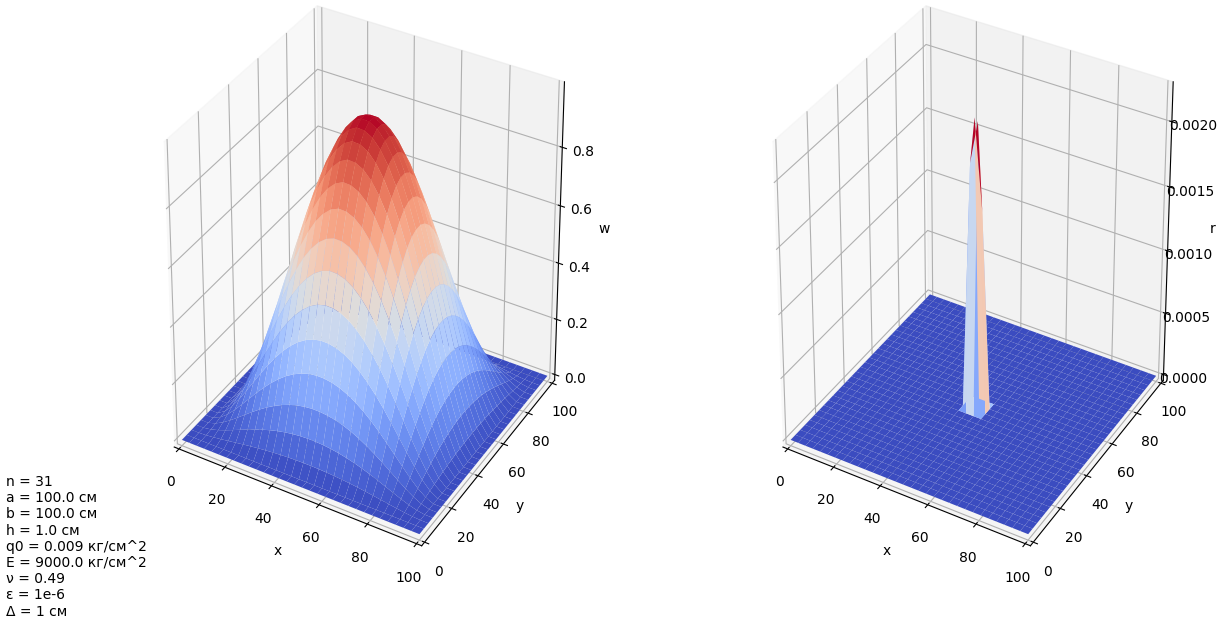 0.8
0.6
w
0.4
0.2
0.0
100
80
60
40
y
20
0
0
20
40
60
80
100
x
0.0020
0.0015
r
0.0010
0.0005
0.0000
100
80
60
40
y
20
0
0
20
40
60
80
100
x
n = 31
a = 100.0 см
b = 100.0 см
h = 1.0 см
q0 = 0.009 кг/см^2
E = 9000.0 кг/см^2
ν = 0.49
ε = 1e-6
Δ = 1 см